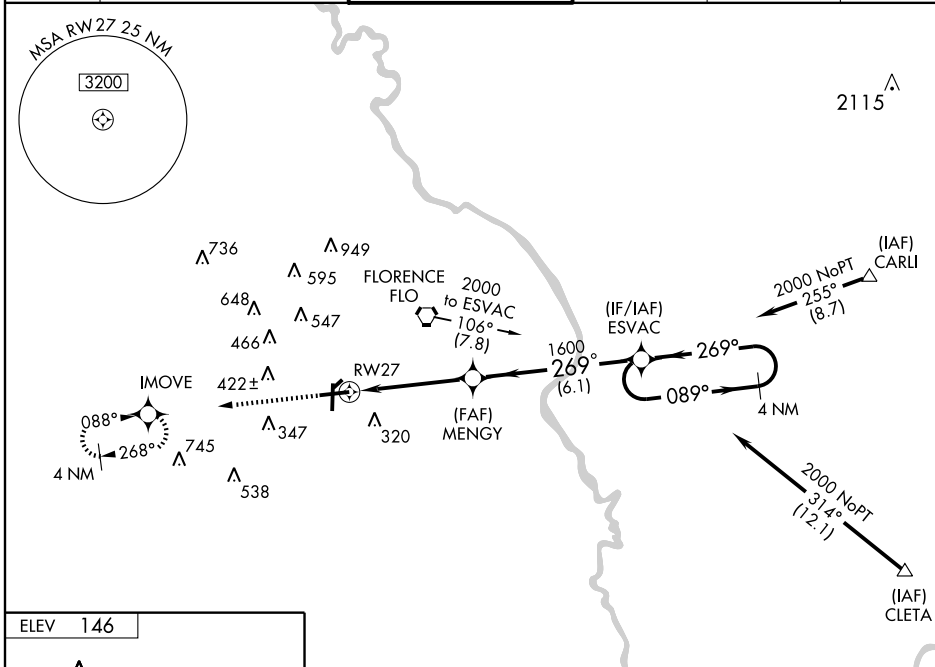 MSA RW27 25 NM
3200
2115
736
949
595
648
547
466
422±
347
320
745
538
FLORENCE
FLO
2000
to ESVAC
106°
(7.8)
(IF/IAF)
ESVAC
2000 NoPT
255°
(8.7)
(IAF)
CARLI
1600
269°
(6.1)
269°
089°
4 NM
RW27
(FAF)
MENGY
IMOVE
088°
268°
4 NM
2000 NoPT
314°
(12.1)
(IAF)
CLETA
ELEV 146